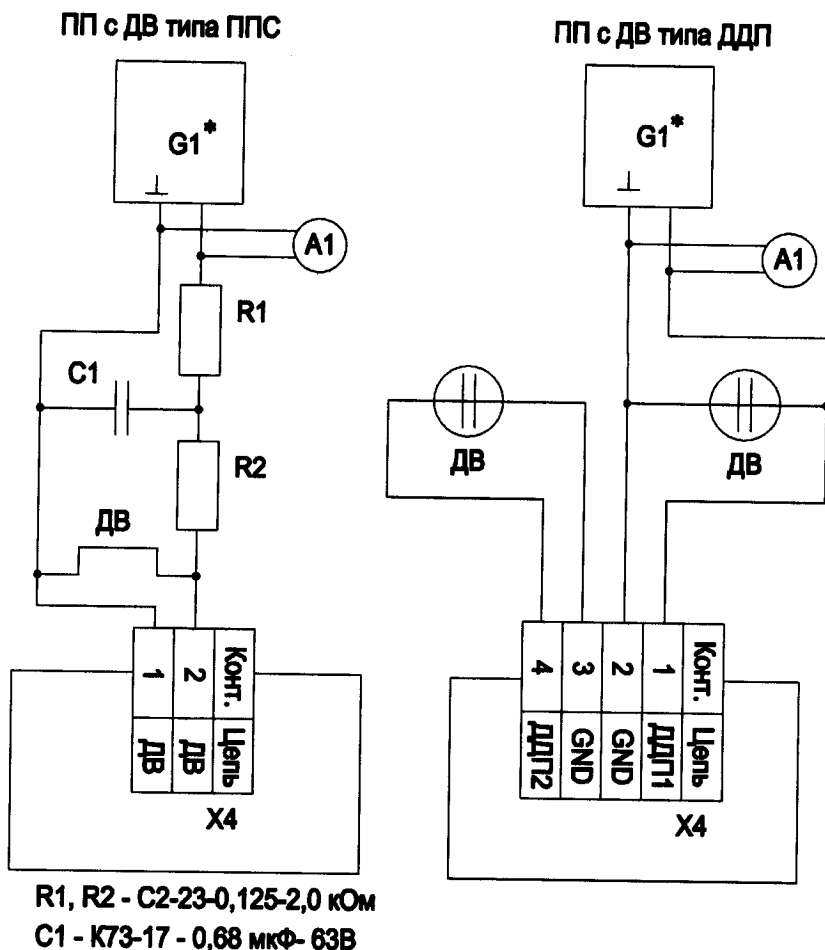 ПП с ДВ типа ППС
G1*
A1
R1
C1
R2
ДВ
1 2 Конт.
ДВ ДВ Цепь
X4
R1, R2 - С2-23-0,125-2,0 кОм
С1 - К73-17 - 0,68 мкФ- 63В
ПП с ДВ типа ДДП
G1*
A1
ДВ
ДВ
4 3 2 1 Конт.
ДДП2 GND GND ДДП1 Цепь
X4